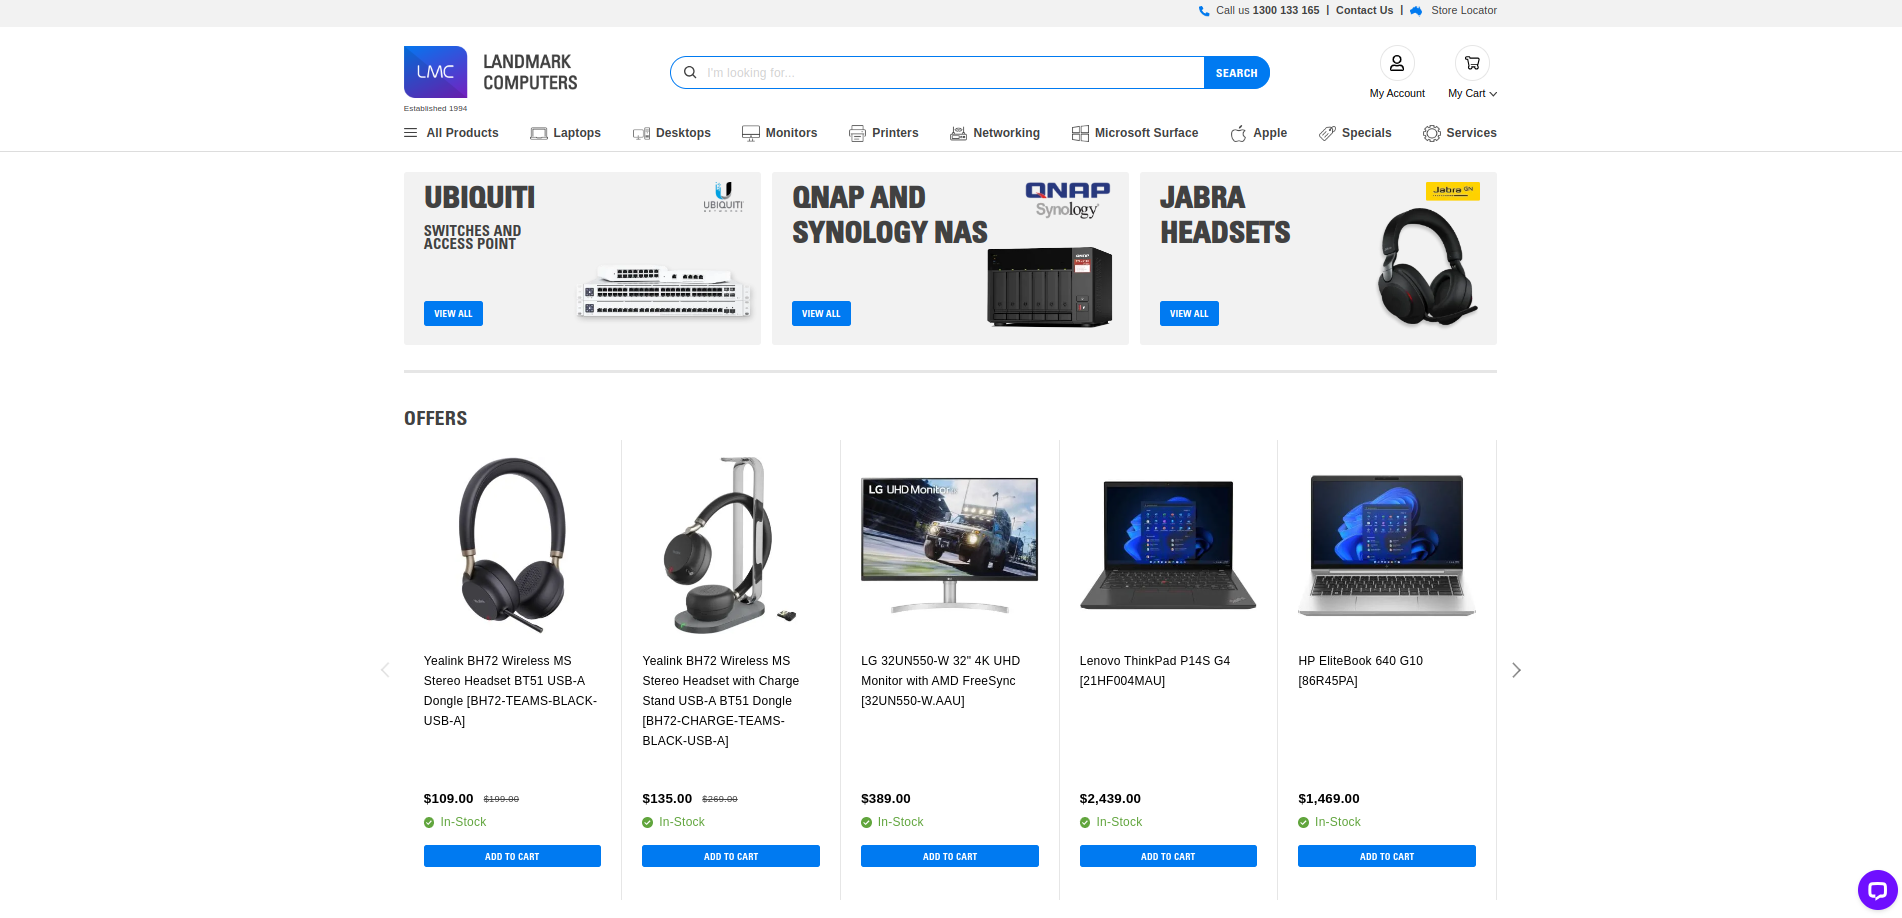 Call us 1300 133 165 | Contact Us | Store Locator
LMC
LANDMARK
COMPUTERS
Established 1994
I'm looking for...
SEARCH
My Account
My Cart
All Products
Laptops
Desktops
Monitors
Printers
Networking
Microsoft Surface
Apple
Specials
Services
UBIQUITI
SWITCHES AND
ACCESS POINT
VIEW ALL
UBIQUITI
NETWORKS
QNAP AND
SYNOLOGY NAS
VIEW ALL
QNAP
Synology
QNAP
JABRA
HEADSETS
VIEW ALL
Jabra GN
OFFERS
Yealink BH72 Wireless MS
Stereo Headset BT51 USB-A
Dongle [BH72-TEAMS-BLACK-
USB-A]
$109.00 $199.00
In-Stock
ADD TO CART
Yealink BH72 Wireless MS
Stereo Headset with Charge
Stand USB-A BT51 Dongle
[BH72-CHARGE-TEAMS-
BLACK-USB-A]
$135.00 $269.00
In-Stock
ADD TO CART
LG UHD Monitor
LG 32UN550-W 32" 4K UHD
Monitor with AMD FreeSync
[32UN550-W.AAU]
$389.00
In-Stock
ADD TO CART
Lenovo ThinkPad P14S G4
[21HF004MAU]
$2,439.00
In-Stock
ADD TO CART
HP EliteBook 640 G10
[86R45PA]
$1,469.00
In-Stock
ADD TO CART